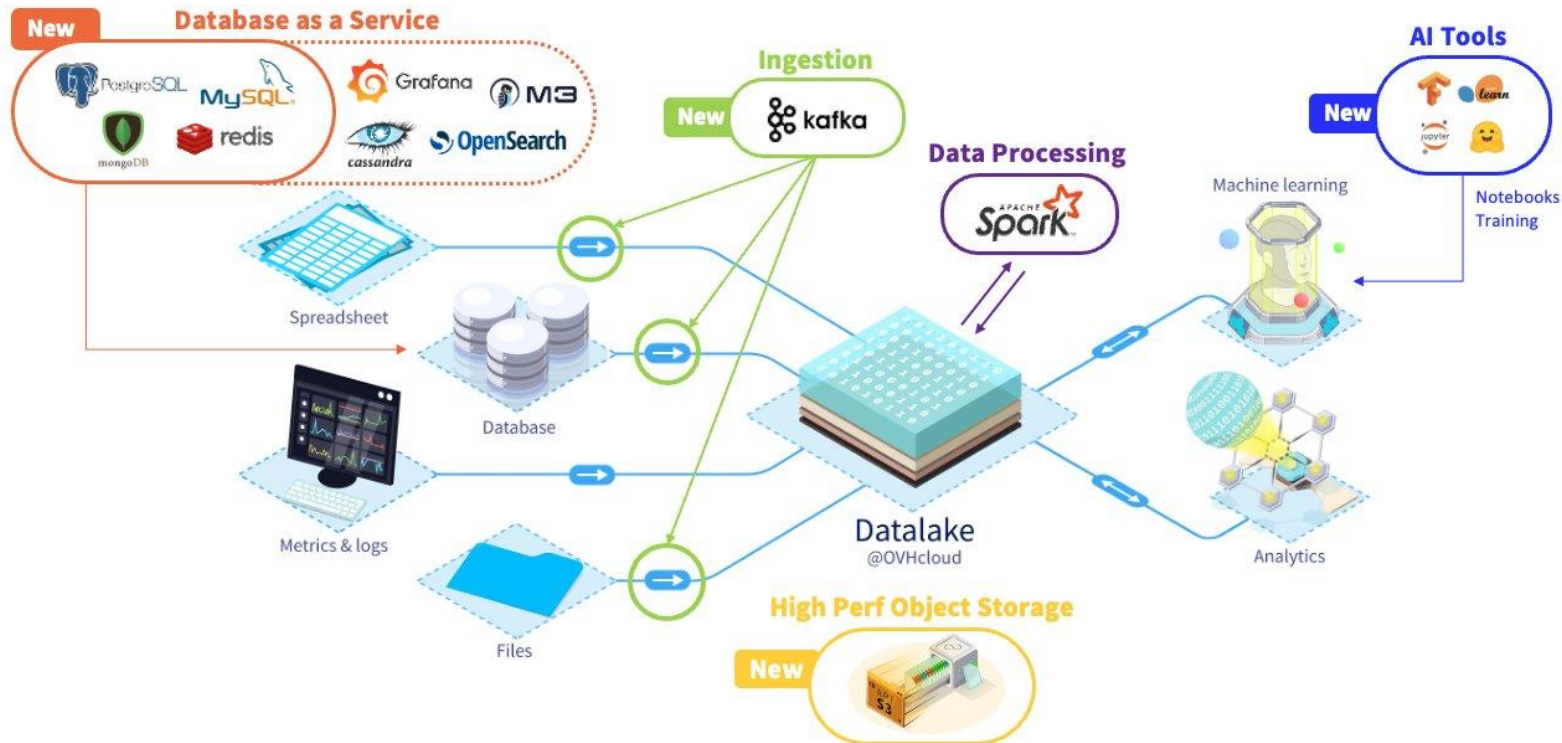 New
Database as a Service
PostgreSQL
MySQL
mongoDB
redis
Grafana
M3
cassandra
OpenSearch
Ingestion
New
kafka
Data Processing
APACHE
Spark
AI Tools
New
learn
jupyter
Notebooks
Training
Machine learning
Spreadsheet
Database
Metrics & logs
Files
Datalake
@OVHcloud
Analytics
High Perf Object Storage
New
API
S3